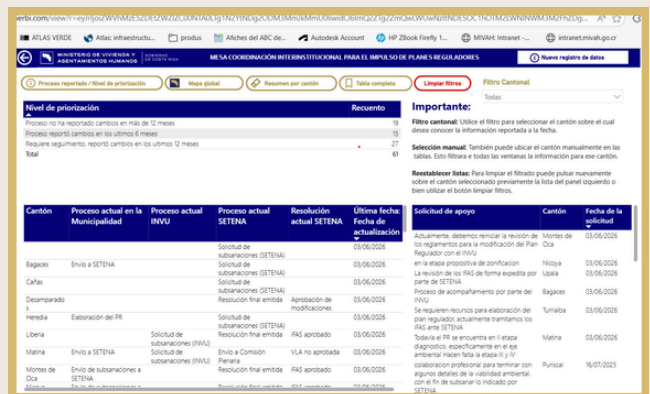 ATLAS VERDE
Atlas: infraestructu...
produs
Afiches del ABC de...
Autodesk Account
HP ZBook Firefly 1...
MIVAH: Intranet -...
intranet.mivah.go.cr
MINISTERIO DE VIVIENDA Y
ASENTAMIENTOS HUMANOS
GOBIERNO
DE COSTA RICA
MESA COORDINACIÓN INTERINSTITUCIONAL PARA EL IMPULSO DE PLANES REGULADORES
Nuevo registro
de datos
Proceso
reportado / Nivel de priorización
Mapa
global
Resumen
por cantón
Tabla completa
Limpiar filtros
Filtro Cantonal
Todas
Nivel de priorización Recuento
Proceso no ha reportado cambios en más de 12 meses 19
Proceso reportó cambios en los ultimos 6 meses 15
Requiere seguimiento, reportó cambios en los ultimos 12 meses 27
Total 61
Importante:
Filtro cantonal: Utilice el filtro para seleccionar el cantón sobre el cual
desea conocer la información reportada a la fecha.
Selección manual: También puede ubicar el cantón manualmente en las
tablas. Esto filtrara e todas las ventanas la información para ese cantón.
Reestablecer listas: Para limpiar el filtrado puede pulsar nuevamente
sobre el cantón seleccionado previamente la lista del panel izquierdo o
bien utilizar el botón limpiar filtros.
Cantón Proceso actual en la Municipalidad Proceso actual INVU Proceso actual SETENA Resolución actual SETENA Última fecha: Fecha de actualización
Solicitud de subsanaciones (SETENA) 03/06/2026
Bagaces Envío a SETENA Solicitud de subsanaciones (SETENA) 03/06/2026
Cañas Solicitud de subsanaciones (SETENA) 03/06/2026
Desamparados Resolución final emitida Aprobación de modificaciones 03/06/2026
Heredia Elaboración del PR Solicitud de subsanaciones (SETENA) 03/06/2026
Liberia Solicitud de subsanaciones (INVU) Resolución final emitida IFAS aprobado 03/06/2026
Matina Envío a SETENA Solicitud de subsanaciones (INVU) Envío a Comisión Plenaria VLA no aprobada 03/06/2026
Montes de Oca Envío de subsanaciones a SETENA Resolución final emitida IFAS aprobado 03/06/2026
Solicitud de apoyo Cantón Fecha de la solicitud
Actualmente, debemos reiniciar la revisión de Montes de 03/06/2026
los reglamentos para la modificación del Plan Oca
Regulador con el INVU
en la etapa propositiva de zonificacion Nicoya 03/06/2026
La revisión de los IFAS de forma expedita por Upala 03/06/2026
parte de SETENA
Proceso de acompañamiento por parte del Bagaces 03/06/2026
INVU
Se requieren recursos para elaboración del Turrialba 03/06/2026
plan regulador, actualmente tramitamos los
IFAS ante SETENA
Todavía el PR se encuentra en II etapa Matina 03/06/2026
diagnostico, especificamente en el eje
ambiental Hacen falta la etapa III y IV
colaboracion profesional para terminar con Puriscal 16/07/2025
algunos detalles de la viabilidad ambiental,
con el fin de subsanar lo indicado por
SETENA